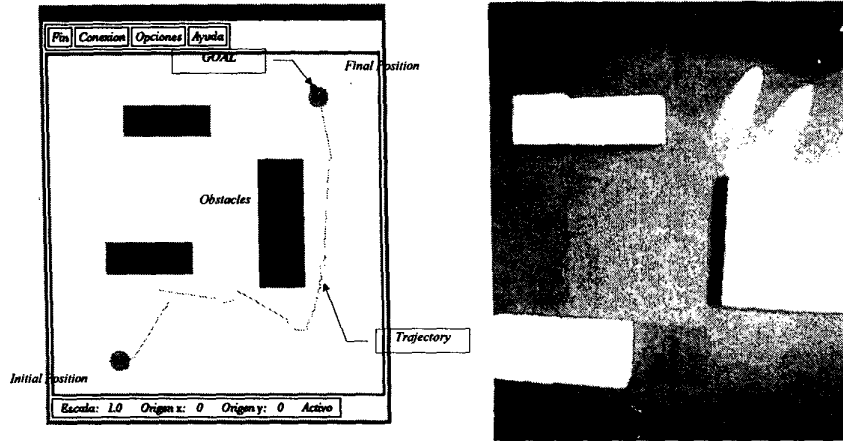 Fin Conexion Opciones Ayuda
GOAL
Final Position
Obstacles
Trajectory
Initial Position
Escala: 1.0 Origen x: 0 Origen y: 0 Activo